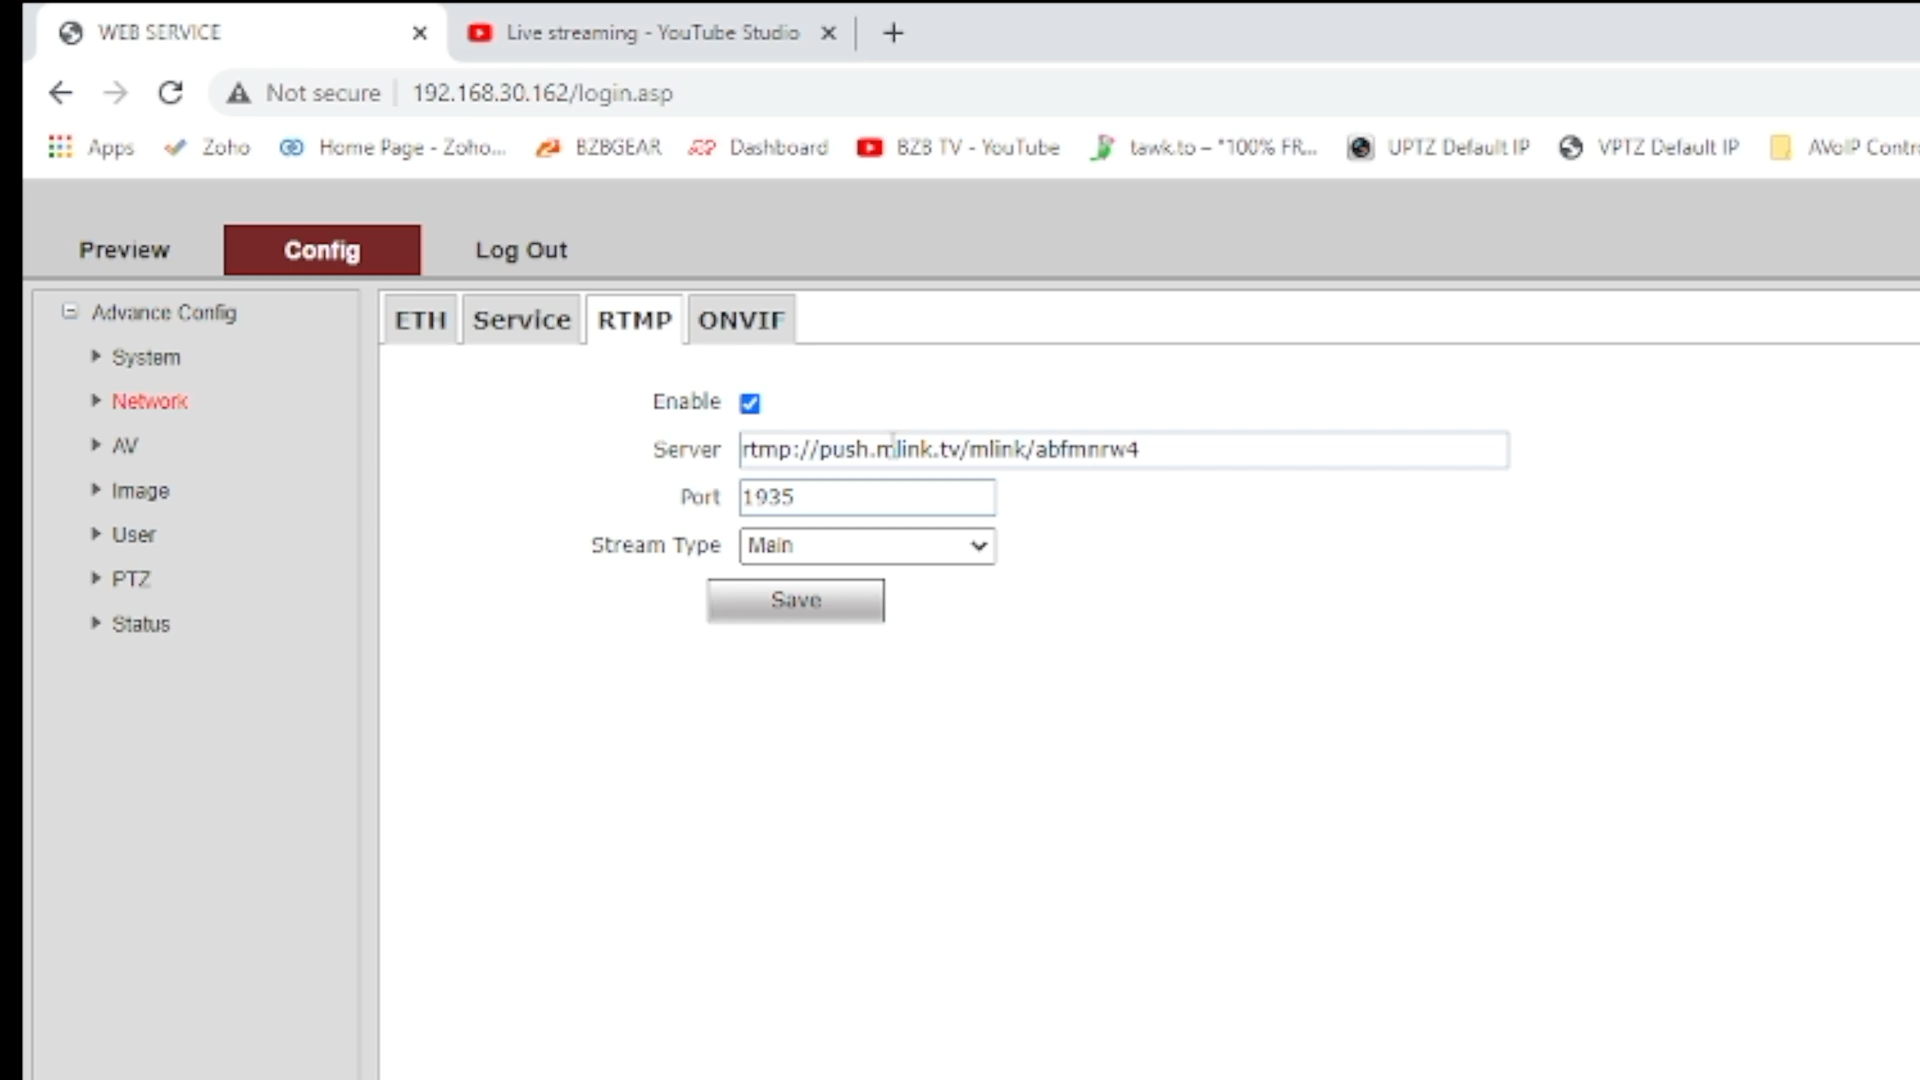 WEB SERVICE
Live streaming - YouTube Studio
Not secure
192.168.30.162/login.asp
Apps
Zoho
Home Page - Zoho...
BZBGEAR
Dashboard
BZB TV - YouTube
tawk.to – "100% FR...
UPTZ Default IP
VPTZ Default IP
AVoIP Contro
Preview
Config
Log Out
Advance Config
System
Network
AV
Image
User
PTZ
Status
ETH
Service
RTMP
ONVIF
Enable
Server
rtmp://push.mlink.tv/mlink/abfmnrw4
Port
1935
Stream Type
Main
Save